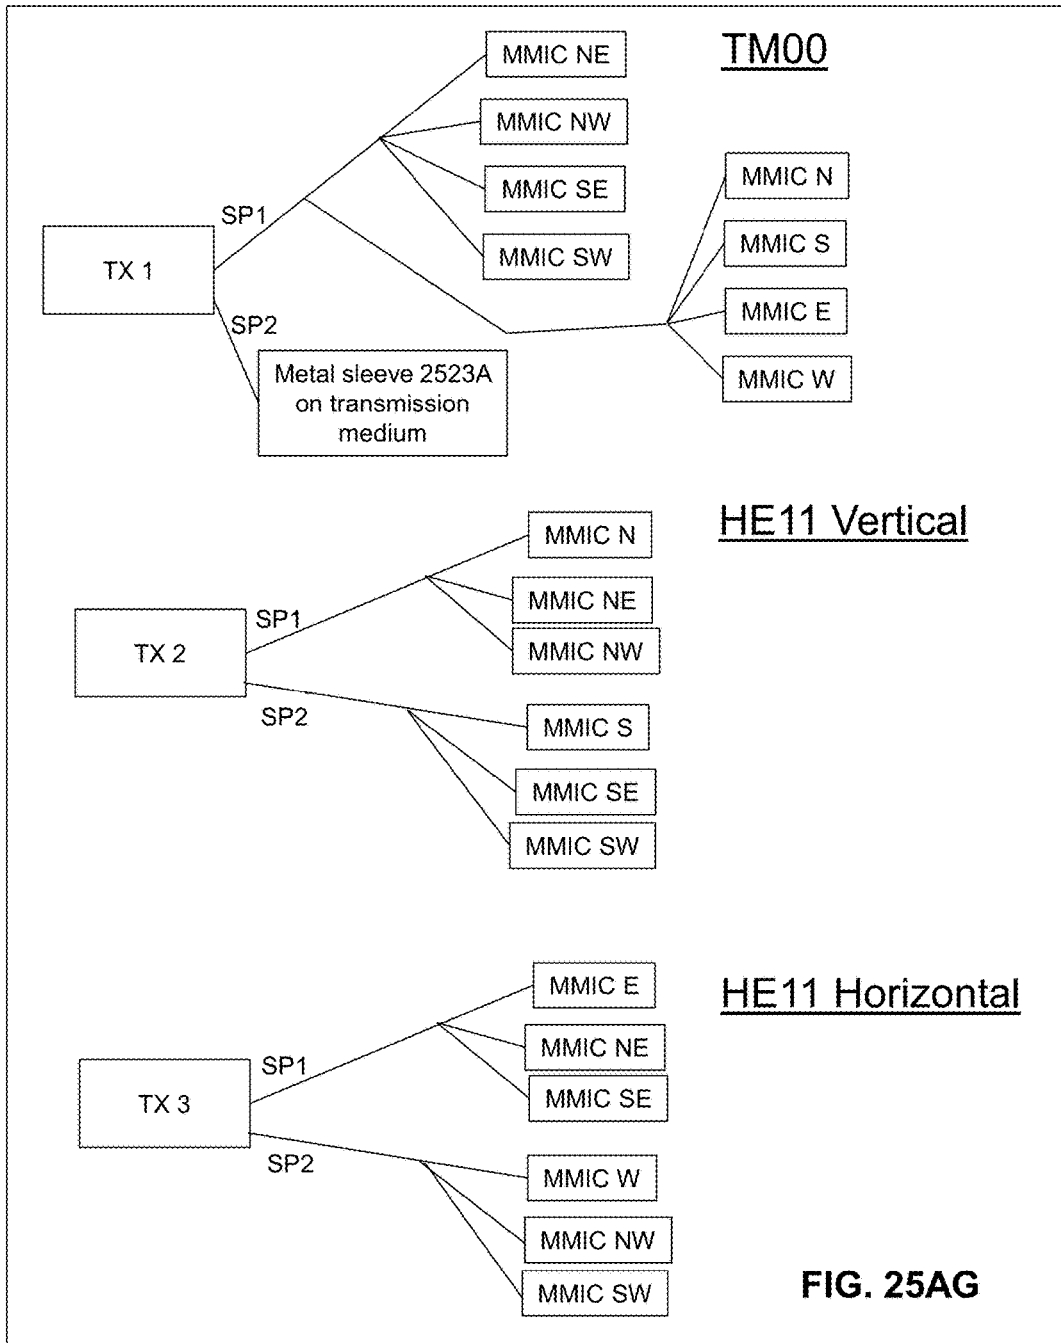 TM00
MMIC NE
MMIC NW
MMIC SE
MMIC SW
MMIC N
MMIC S
MMIC E
MMIC W
SP1
TX 1
SP2
Metal sleeve 2523A
on transmission
medium
HE11 Vertical
MMIC N
MMIC NE
MMIC NW
SP1
TX 2
SP2
MMIC S
MMIC SE
MMIC SW
HE11 Horizontal
MMIC E
MMIC NE
MMIC SE
SP1
TX 3
SP2
MMIC W
MMIC NW
MMIC SW
FIG. 25AG